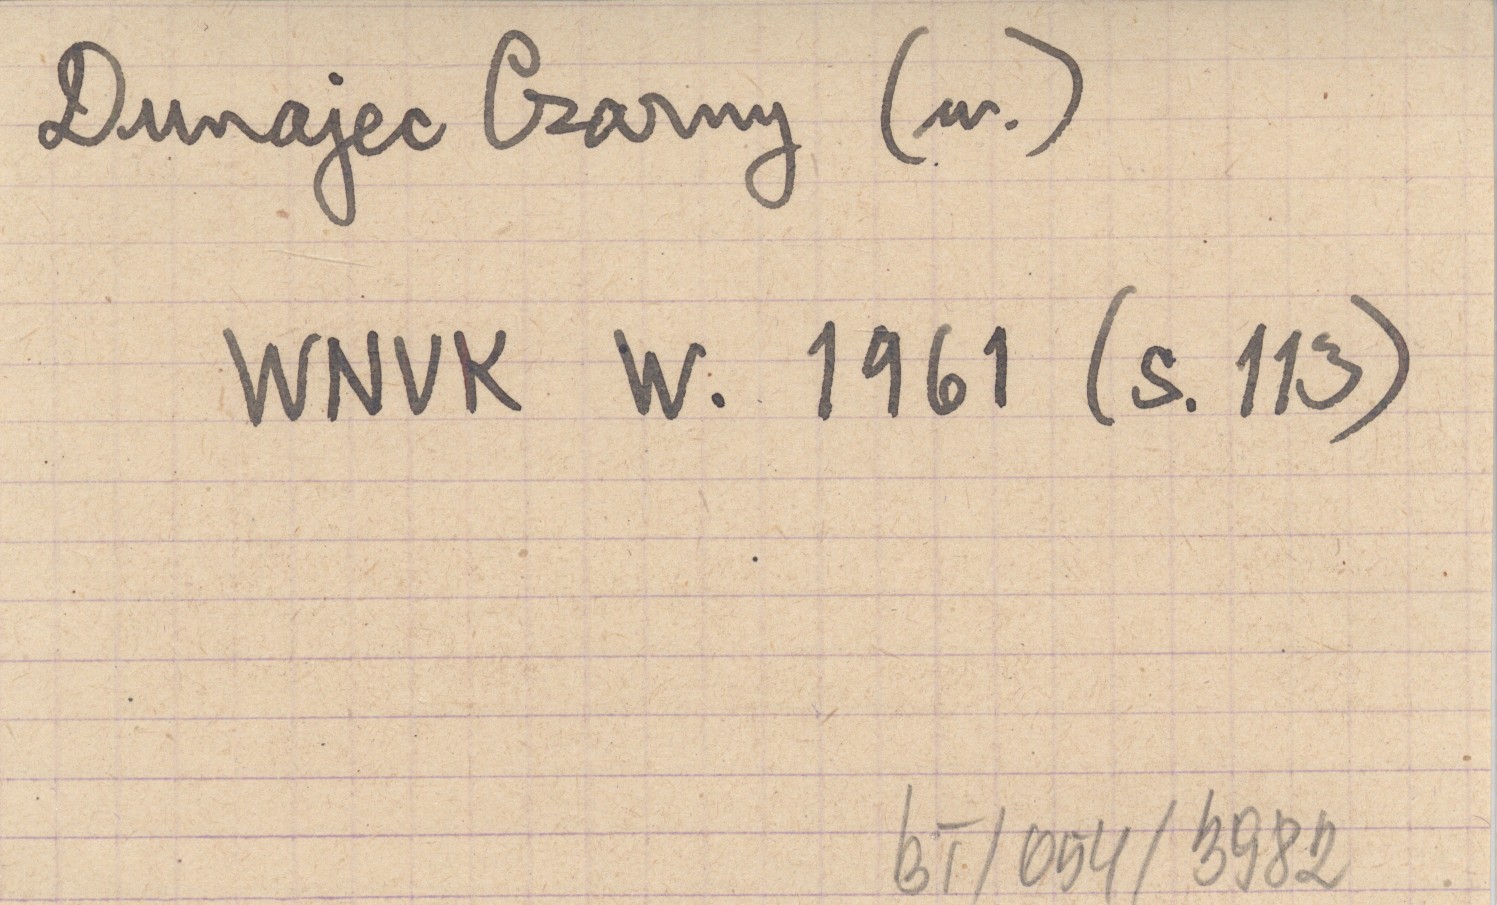 Dunajec Czarny (w.)
WNVK W. 1961 (s. 113)
bT/054/3982